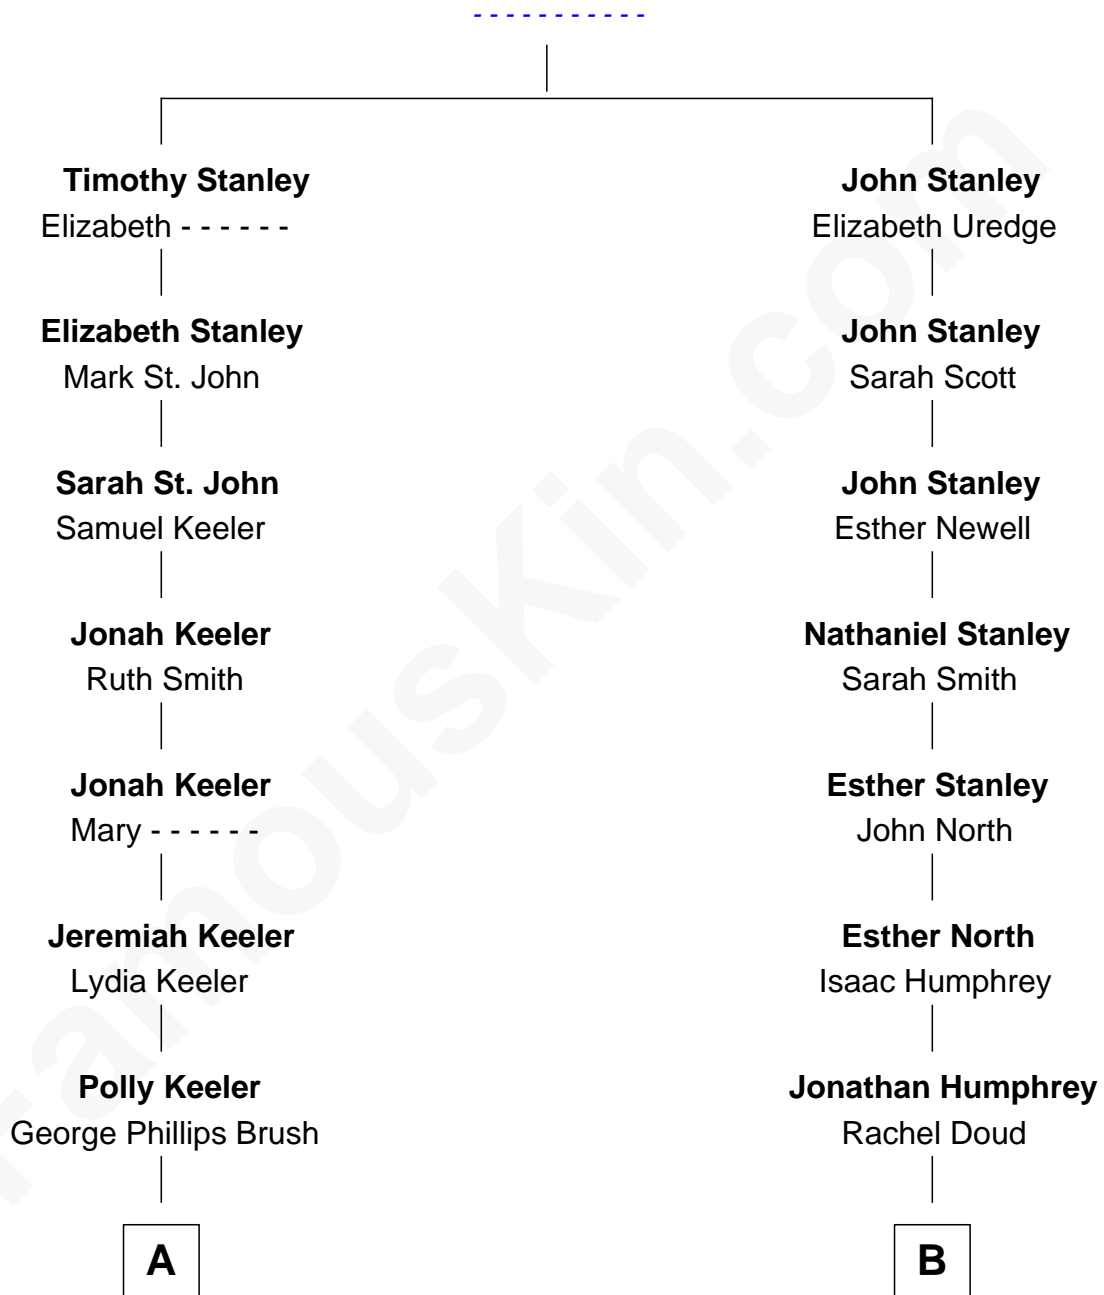 - - - - - - - - - - -
Timothy Stanley John Stanley
Elizabeth - - - - - - Elizabeth Uredge
Elizabeth Stanley John Stanley
Mark St. John Sarah Scott
Sarah St. John John Stanley
Samuel Keeler Esther Newell
Jonah Keeler Nathaniel Stanley
Ruth Smith Sarah Smith
Jonah Keeler Esther Stanley
Mary - - - - - - John North
Jeremiah Keeler Esther North
Lydia Keeler Isaac Humphrey
Polly Keeler Jonathan Humphrey
George Phillips Brush Rachel Doud
A B
FamousKin.com